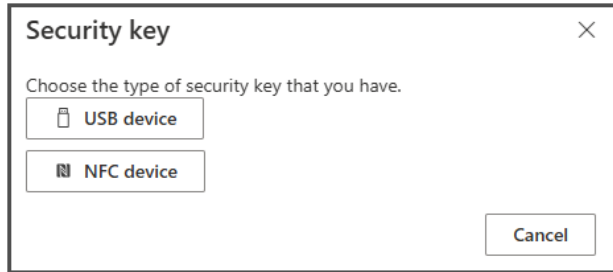 Security key
Choose the type of security key that you have.
USB device
NFC device
Cancel